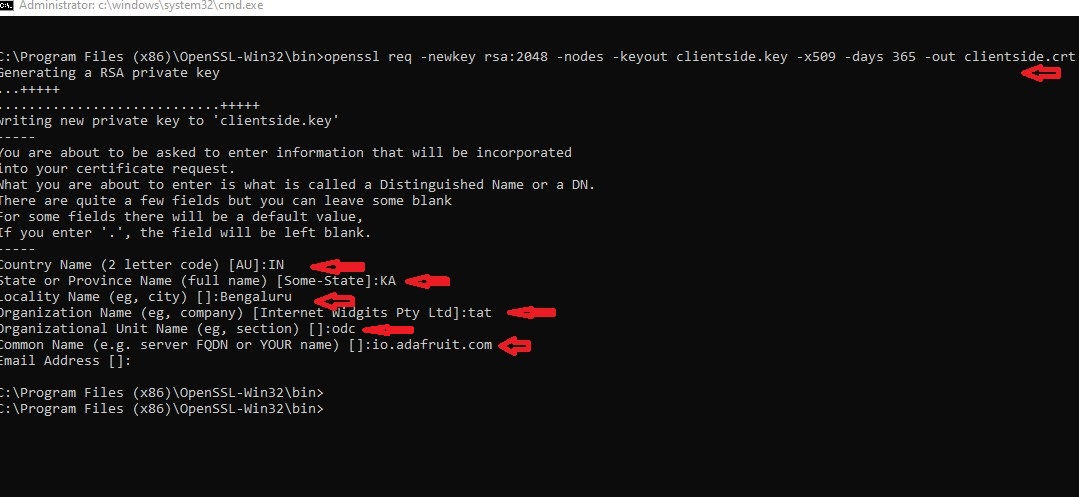 Administrator: c:\windows\system32\cmd.exe
C:\Program Files (x86)\OpenSSL-Win32\bin>openssl req -newkey rsa:2048 -nodes -keyout clientside.key -x509 -days 365 -out clientside.crt
Generating a RSA private key
...+++++
............................+++++
writing new private key to 'clientside.key'
-----
You are about to be asked to enter information that will be incorporated
into your certificate request.
What you are about to enter is what is called a Distinguished Name or a DN.
There are quite a few fields but you can leave some blank
For some fields there will be a default value,
If you enter '.', the field will be left blank.
-----
Country Name (2 letter code) [AU]:IN
State or Province Name (full name) [Some-State]:KA
Locality Name (eg, city) []:Bengaluru
Organization Name (eg, company) [Internet Widgits Pty Ltd]:tat
Organizational Unit Name (eg, section) []:odc
Common Name (e.g. server FQDN or YOUR name) []:io.adafruit.com
Email Address []:
C:\Program Files (x86)\OpenSSL-Win32\bin>
C:\Program Files (x86)\OpenSSL-Win32\bin>